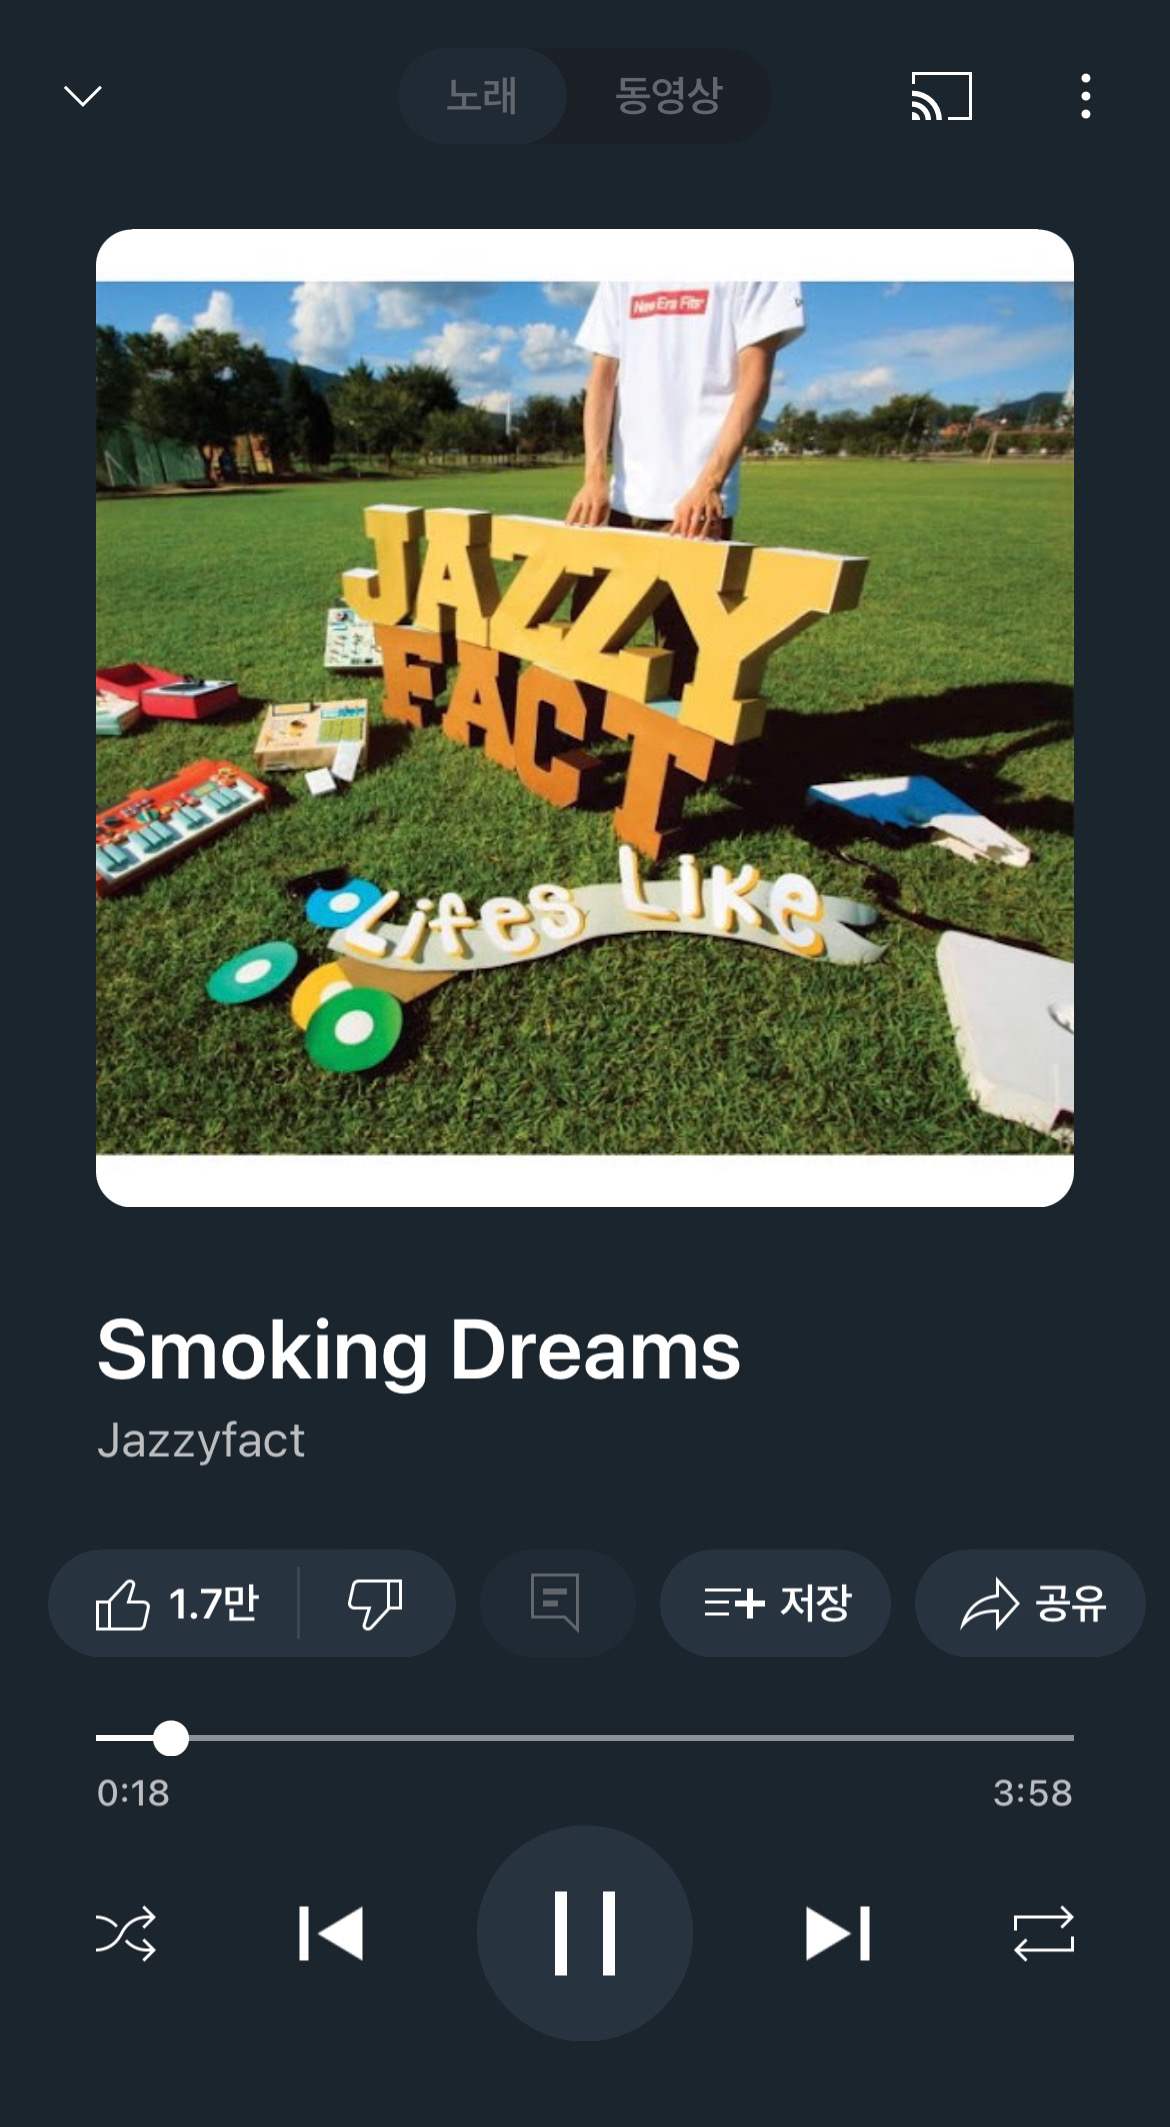 노래 동영상
New Era Fits
JAZZY
FACT
Lifes Like
Smoking Dreams
Jazzyfact
1.7만 저장 공유
0:18 3:58